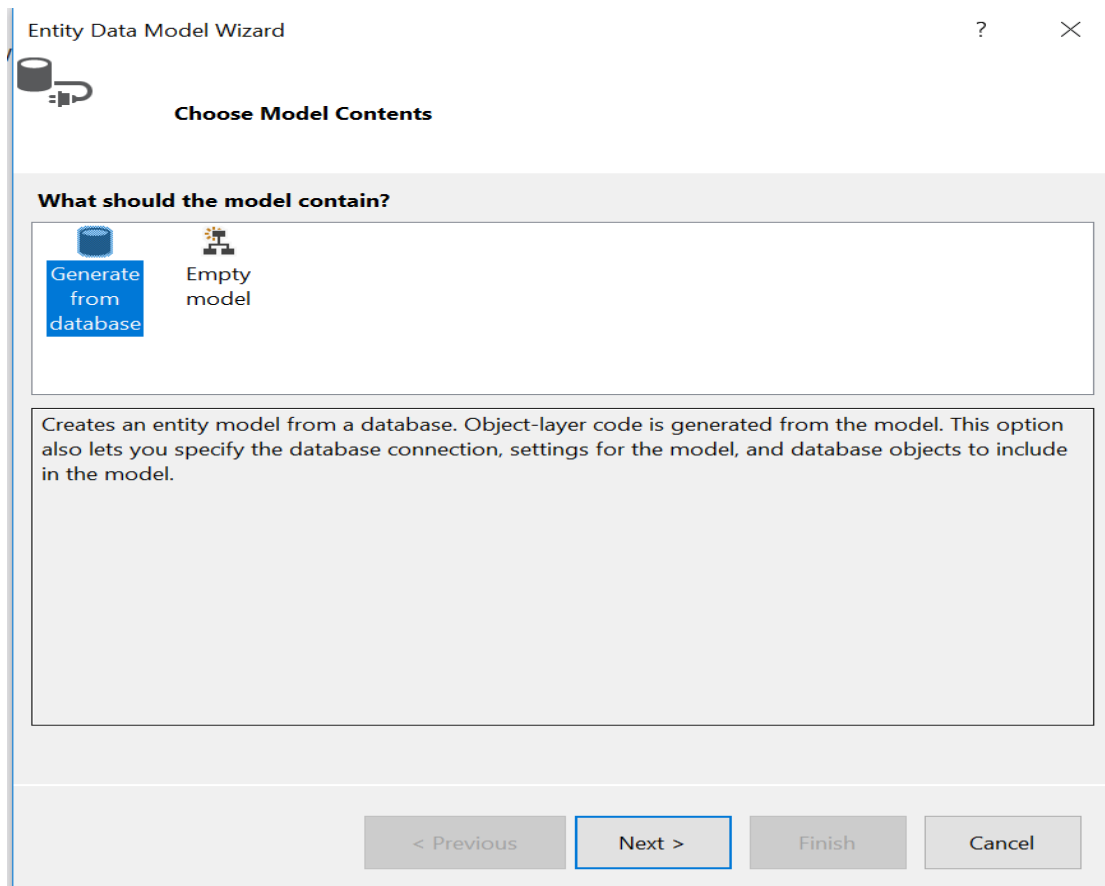 Entity Data Model Wizard
?
Choose Model Contents
What should the model contain?
Generate
from
database
Empty
model
Creates an entity model from a database. Object-layer code is generated from the model. This option
also lets you specify the database connection, settings for the model, and database objects to include
in the model.
< Previous
Next >
Finish
Cancel